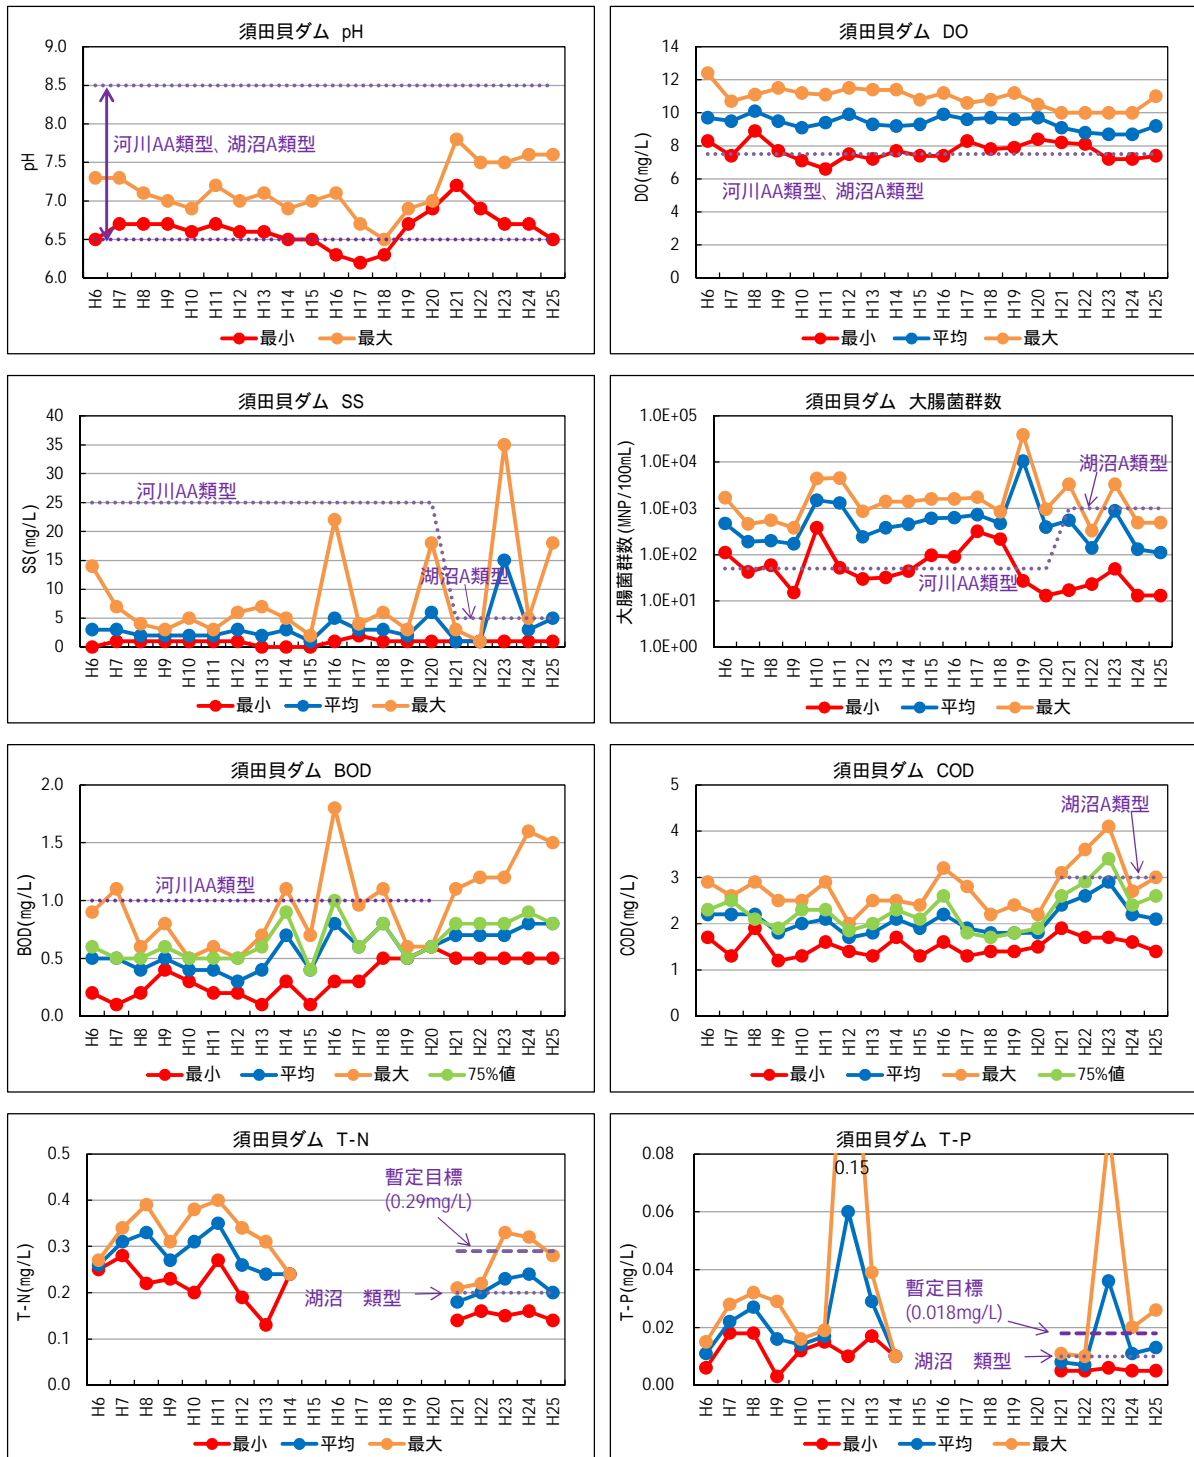 須田貝ダム pH
9.0
8.5
8.0
7.5
7.0
6.5
6.0
pH
河川AA類型、湖沼A類型
H6 H7 H8 H9 H10 H11 H12 H13 H14 H15 H16 H17 H18 H19 H20 H21 H22 H23 H24 H25
最小 最大
須田貝ダム DO
14
12
10
8
6
4
2
0
DO(mg/L)
河川AA類型、湖沼A類型
H6 H7 H8 H9 H10 H11 H12 H13 H14 H15 H16 H17 H18 H19 H20 H21 H22 H23 H24 H25
最小 平均 最大
須田貝ダム SS
40
35
30
25
20
15
10
5
0
SS(mg/L)
河川AA類型
湖沼A類型
H6 H7 H8 H9 H10 H11 H12 H13 H14 H15 H16 H17 H18 H19 H20 H21 H22 H23 H24 H25
最小 平均 最大
須田貝ダム 大腸菌群数
1.0E+05
1.0E+04
1.0E+03
1.0E+02
1.0E+01
1.0E+00
大腸菌群数(MNP/100mL)
湖沼A類型
河川AA類型
H6 H7 H8 H9 H10 H11 H12 H13 H14 H15 H16 H17 H18 H19 H20 H21 H22 H23 H24 H25
最小 平均 最大
須田貝ダム BOD
2.0
1.5
1.0
0.5
0.0
BOD(mg/L)
河川AA類型
H6 H7 H8 H9 H10 H11 H12 H13 H14 H15 H16 H17 H18 H19 H20 H21 H22 H23 H24 H25
最小 平均 最大 75%値
須田貝ダム COD
5
4
3
2
1
0
COD(mg/L)
湖沼A類型
H6 H7 H8 H9 H10 H11 H12 H13 H14 H15 H16 H17 H18 H19 H20 H21 H22 H23 H24 H25
最小 平均 最大 75%値
須田貝ダム T-N
0.5
0.4
0.3
0.2
0.1
0.0
T-N(mg/L)
暫定目標
(0.29mg/L)
湖沼 類型
H6 H7 H8 H9 H10 H11 H12 H13 H14 H15 H16 H17 H18 H19 H20 H21 H22 H23 H24 H25
最小 平均 最大
須田貝ダム T-P
0.08
0.06
0.04
0.02
0.00
T-P(mg/L)
0.15
暫定目標
(0.018mg/L)
湖沼 類型
H6 H7 H8 H9 H10 H11 H12 H13 H14 H15 H16 H17 H18 H19 H20 H21 H22 H23 H24 H25
最小 平均 最大